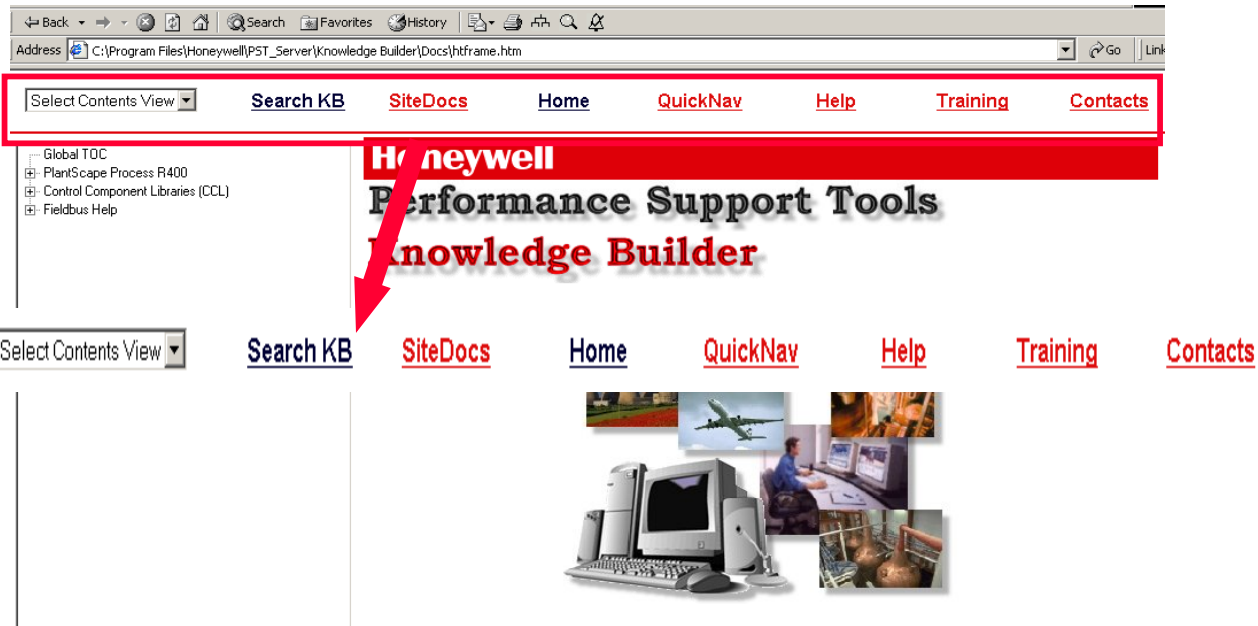 Back Search Favorites History
Address C:\Program Files\Honeywell\PST_Server\Knowledge Builder\Docs\htframe.htm Go
Select Contents View Search KB SiteDocs Home QuickNav Help Training Contacts
Global TOC
PlantScape Process R400
Control Component Libraries (CCL)
Fieldbus Help
Honeywell
Performance Support Tools
Knowledge Builder
Select Contents View Search KB SiteDocs Home QuickNav Help Training Contacts